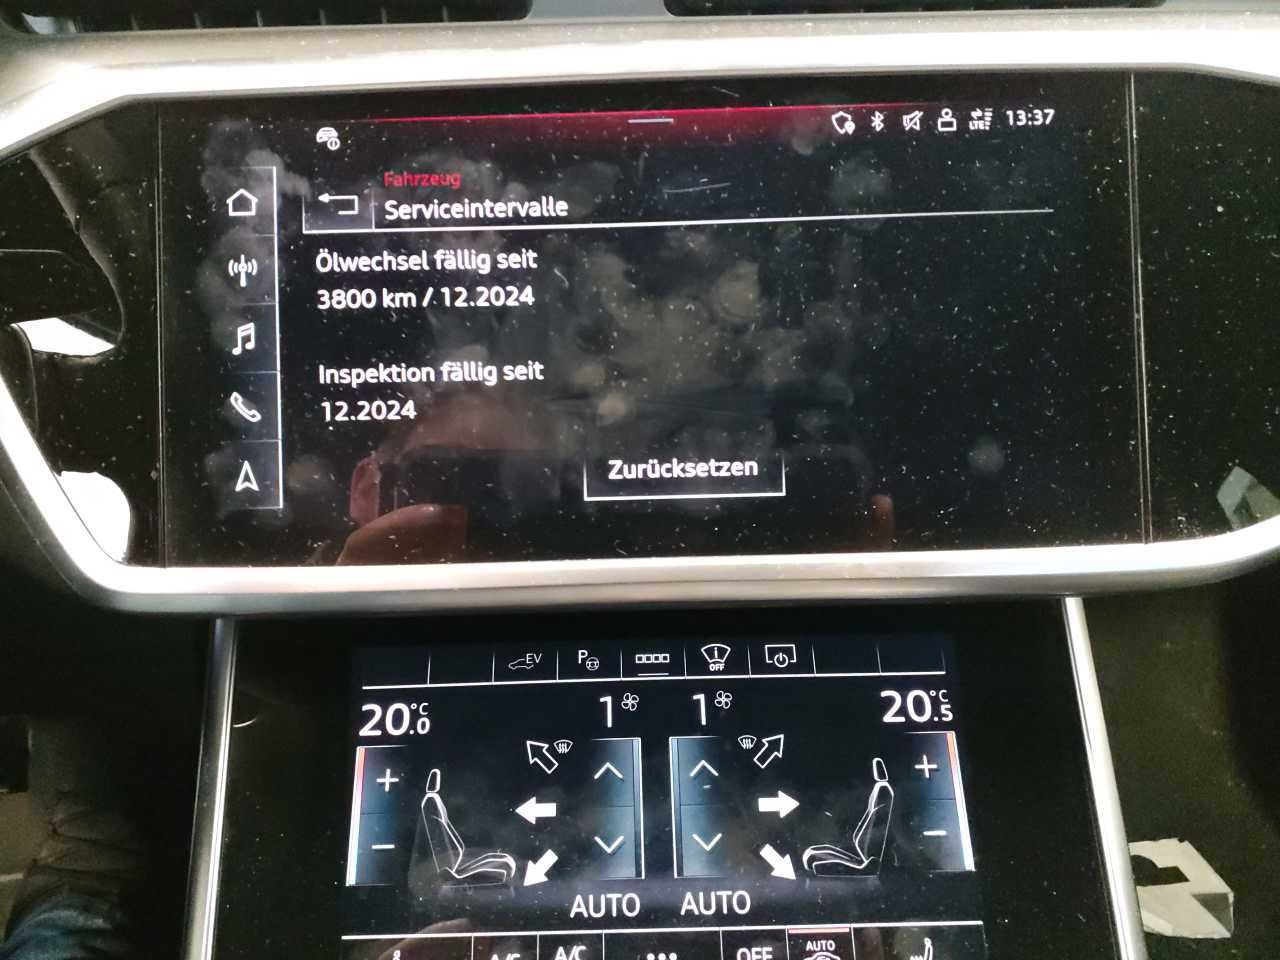 LTE
13:37
Fahrzeug
Serviceintervalle
Ölwechsel fällig seit
3800 km / 12.2024
Inspektion fällig seit
12.2024
Zurücksetzen
EV
P
OFF
20.0 °C
1
1
20.5 °C
AUTO
AUTO
A/C
A/C
OFF
AUTO